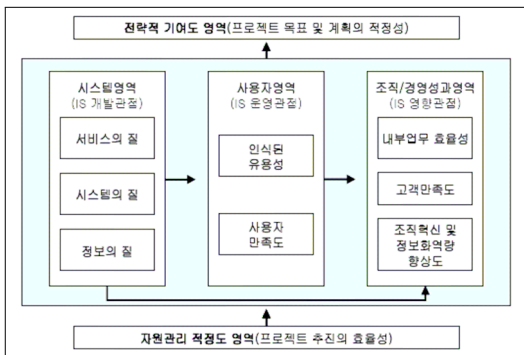 전략적 기여도 영역(프로젝트 목표 및 계획의 적정성)
시스템영역
(IS 개발관점)
서비스의 질
시스템의 질
정보의 질
사용자영역
(IS 운영관점)
인식된
유용성
사용자
만족도
조직/경영성과영역
(IS 영향관점)
내부업무 효율성
고객만족도
조직혁신 및
정보화역량
향상도
자원관리 적정도 영역(프로젝트 추진의 효율성)